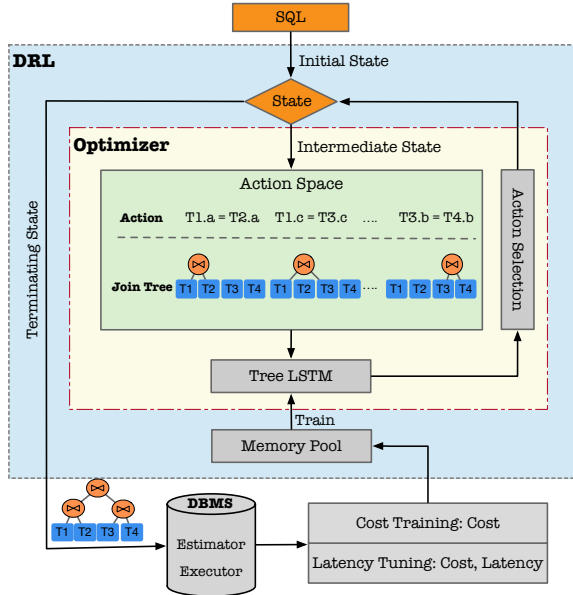 SQL
DRL
Initial State
State
Optimizer
Intermediate State
Action Space
Action T1.a = T2.a T1.c = T3.c .... T3.b = T4.b
Join Tree T1 T2 T3 T4 T1 T2 T3 T4 .... T1 T2 T3 T4
Action Selection
Terminating State
Tree LSTM
Train
Memory Pool
T1 T2 T3 T4
DBMS
Estimator
Executor
Cost Training: Cost
Latency Tuning: Cost, Latency